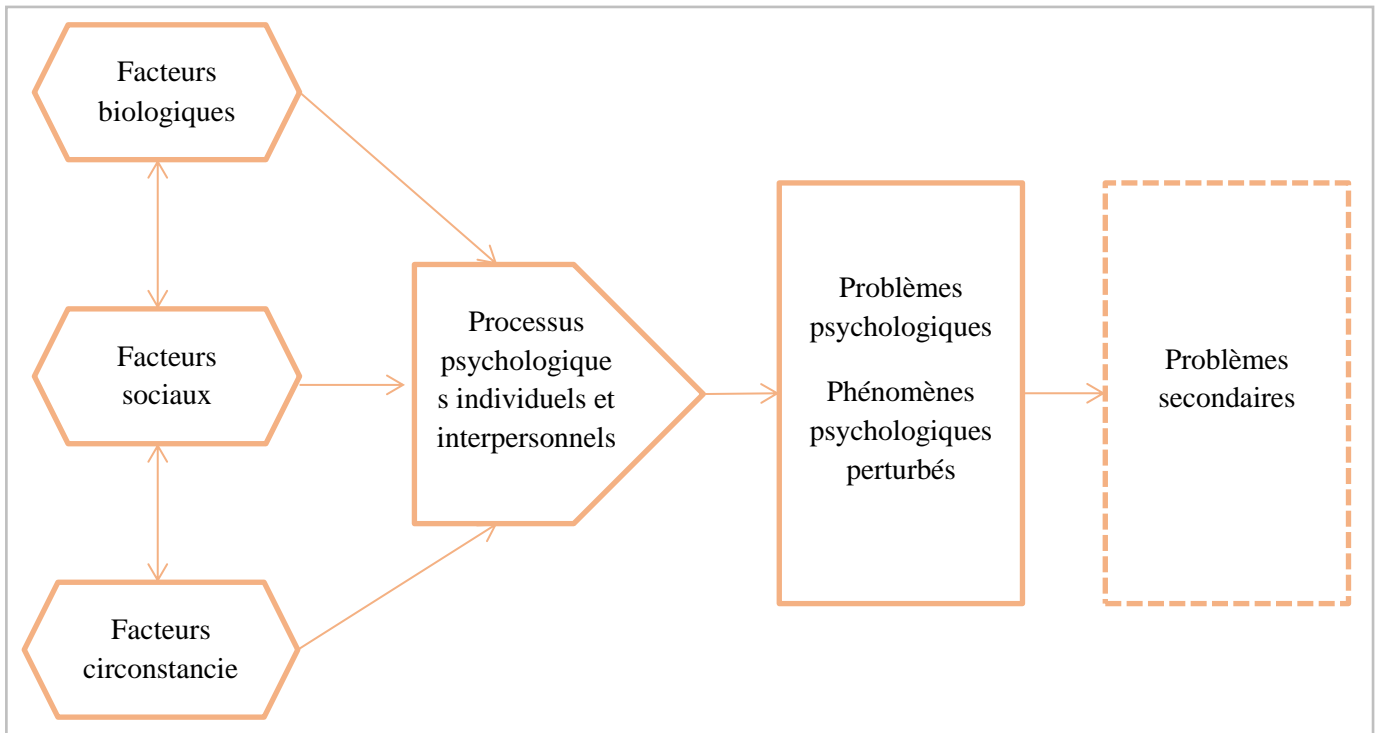 Facteurs
biologiques
Facteurs
sociaux
Facteurs
circonstancie
Processus
psychologique
s individuels et
interpersonnels
Problèmes
psychologiques
Phénomènes
psychologiques
perturbés
Problèmes
secondaires